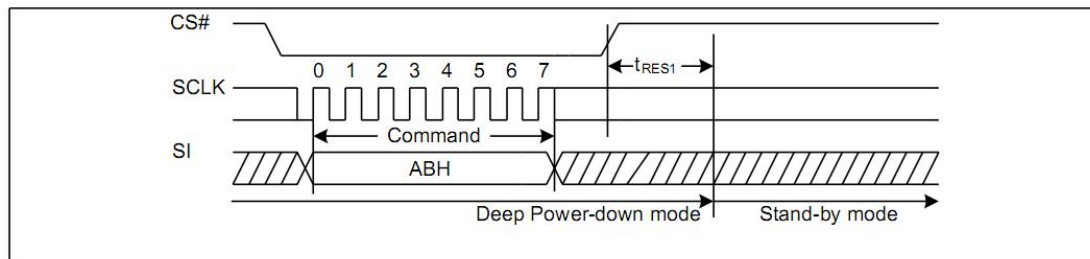 CS#
tRES1
0 1 2 3 4 5 6 7
SCLK
Command
SI
ABH
Deep Power-down mode Stand-by mode